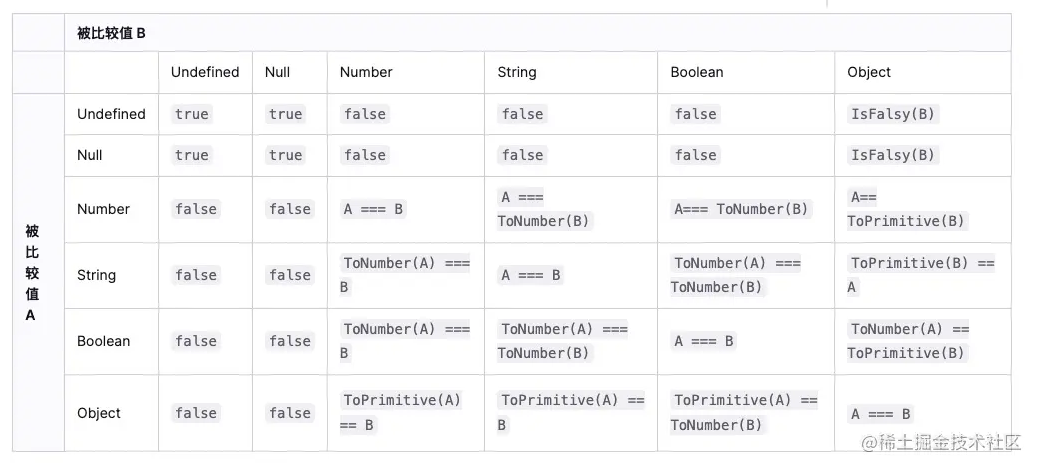 被比较值 B
Undefined Null Number String Boolean Object
Undefined true true false false false IsFalsy(B)
Null true true false false false IsFalsy(B)
Number false false A === B A === ToNumber(B) A=== ToNumber(B) A== ToPrimitive(B)
String false false ToNumber(A) === B A === B ToNumber(A) === ToNumber(B) ToPrimitive(B) == A
Boolean false false ToNumber(A) === B ToNumber(A) === ToNumber(B) A === B ToNumber(A) == ToPrimitive(B)
Object false false ToPrimitive(A) == B ToPrimitive(A) == B ToPrimitive(A) == ToNumber(B) A === B
被比较值 A
@稀土掘金技术社区